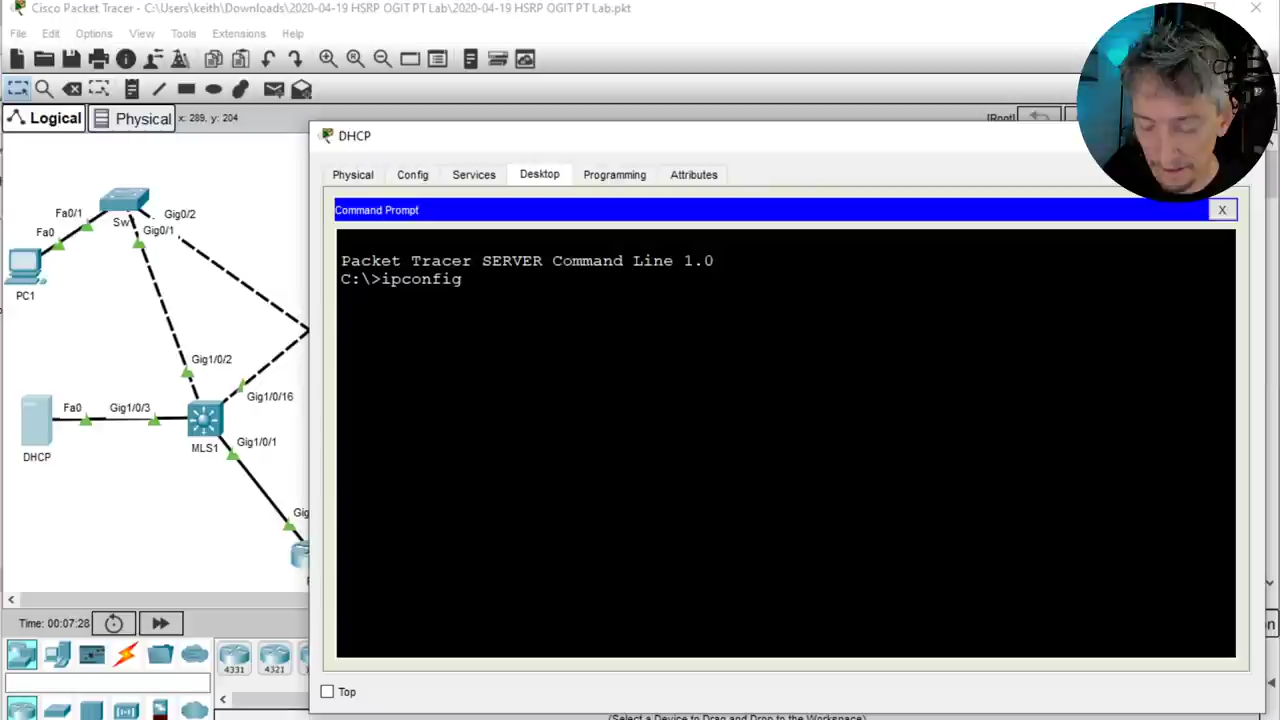 Cisco Packet Tracer - C:\Users\keith\Downloads\2020-04-19 HSRP OGIT PT Lab\2020-04-19 HSRP OGIT PT Lab.pkt
File Edit Options View Tools Extensions Help
Logical Physical x: 289, y: 204 [Root]
DHCP
Physical Config Services Desktop Programming Attributes
Command Prompt X
Packet Tracer SERVER Command Line 1.0
C:\>ipconfig
Fa0/1
Gig0/2
Sw
Fa0
Gig0/1
PC1
Gig1/0/2
Gig1/0/16
Fa0
Gig1/0/3
Gig1/0/1
DHCP
MLS1
Gig
Time: 00:07:28
4331
4321
Top
(Select a Device to Drag and Drop to the Workspace)